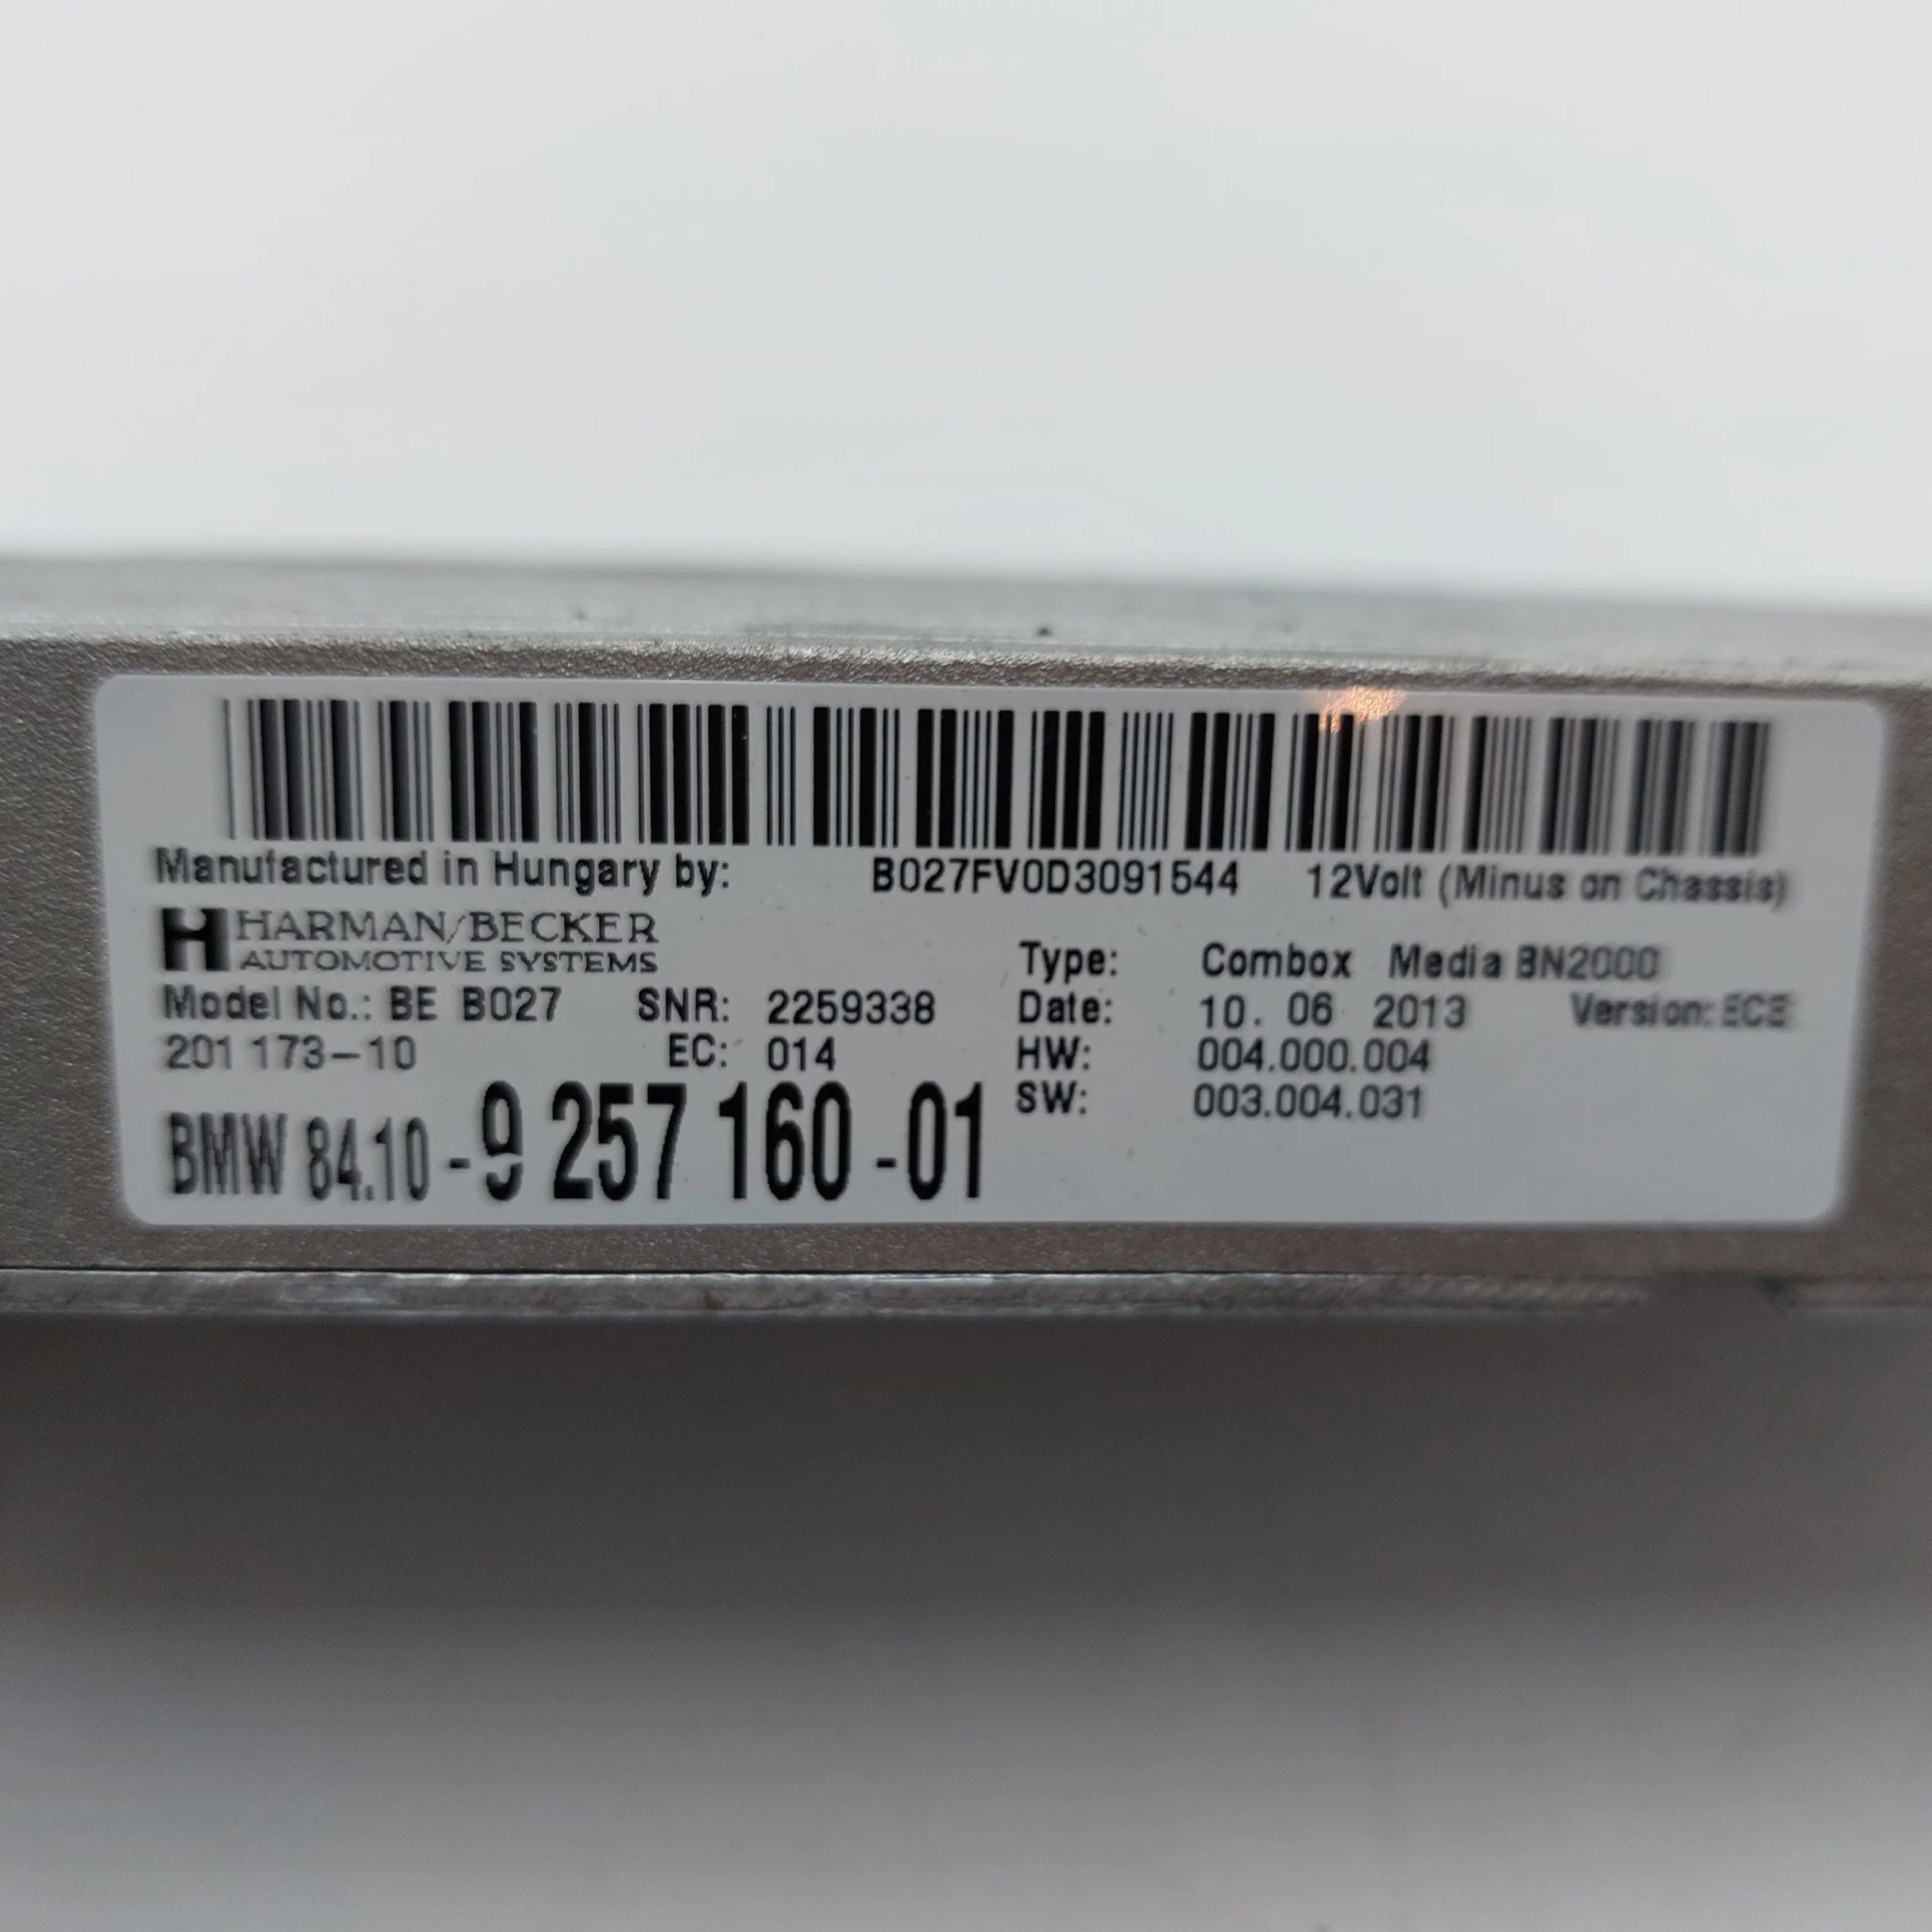 Manufactured in Hungary by: B027FV0D3091544 12Volt (Minus on Chassis)
HARMAN/BECKER
AUTOMOTIVE SYSTEMS
Type: Combox Media BN2000
Model No.: BE B027 SNR: 2259338 Date: 10. 06 2013 Version: ECE
201 173-10 EC: 014 HW: 004.000.004
SW: 003.004.031
BMW 84.10-9 257 160-01